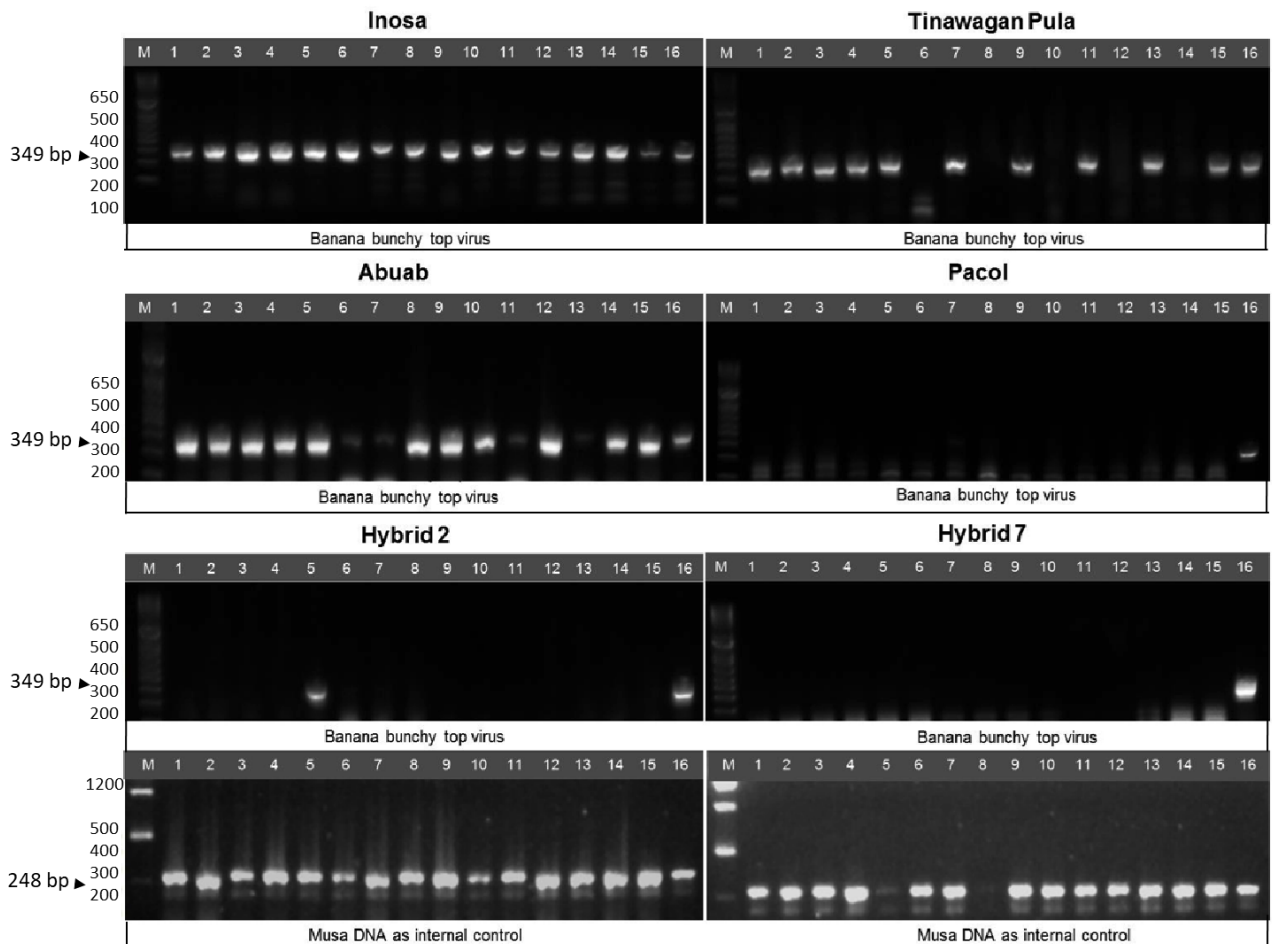 Inosa
Tinawagan Pula
M 1 2 3 4 5 6 7 8 9 10 11 12 13 14 15 16
M 1 2 3 4 5 6 7 8 9 10 11 12 13 14 15 16
650
500
400
349 bp
300
200
100
Banana bunchy top virus
Banana bunchy top virus
Abuab
Pacol
M 1 2 3 4 5 6 7 8 9 10 11 12 13 14 15 16
M 1 2 3 4 5 6 7 8 9 10 11 12 13 14 15 16
650
500
400
349 bp
300
200
Banana bunchy top virus
Banana bunchy top virus
Hybrid 2
Hybrid 7
M 1 2 3 4 5 6 7 8 9 10 11 12 13 14 15 16
M 1 2 3 4 5 6 7 8 9 10 11 12 13 14 15 16
650
500
400
349 bp
300
200
Banana bunchy top virus
Banana bunchy top virus
M 1 2 3 4 5 6 7 8 9 10 11 12 13 14 15 16
M 1 2 3 4 5 6 7 8 9 10 11 12 13 14 15 16
1200
500
400
300
248 bp
200
Musa DNA as internal control
Musa DNA as internal control